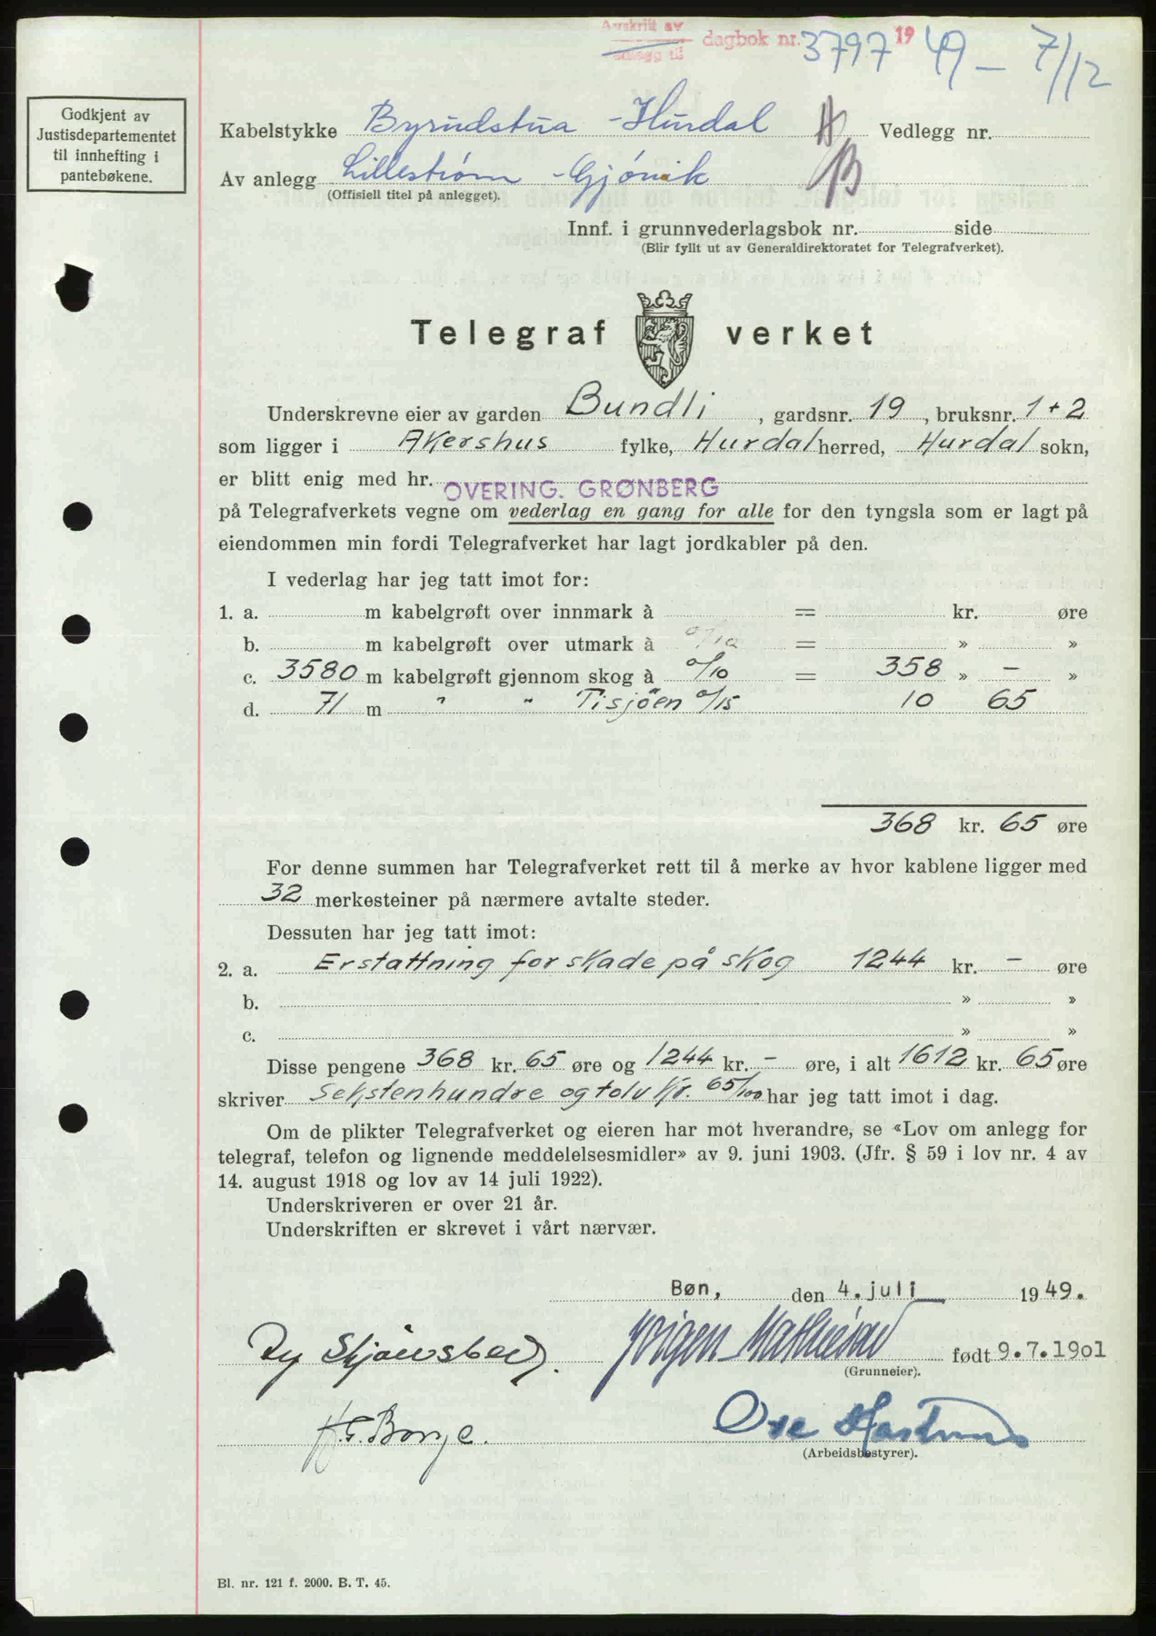 Avskrift av
dagbok nr. 3797 1949 - 7/12
Godkjent av
Justisdepartementet
til innhefting i
pantebøkene.
Kabelstykke Byrudstua - Hurdal Vedlegg nr.
Av anlegg Lillestrøm - Gjøvik
(Offisiell titel på anlegget).
Innf. i grunnvederlagsbok nr. side
(Blir fyllt ut av Generaldirektoratet for Telegrafverket).
Telegraf verket
Underskrevne eier av garden Bundli, gardsnr. 19, bruksnr. 1 + 2
som ligger i Akershus fylke, Hurdal herred, Hurdal sokn,
er blitt enig med hr. OVERING. GRØNBERG
på Telegrafverkets vegne om vederlag en gang for alle for den tyngsla som er lagt på
eiendommen min fordi Telegrafverket har lagt jordkabler på den.
I vederlag har jeg tatt imot for:
1. a. m kabelgrøft over innmark à = kr. øre
b. m kabelgrøft over utmark à o/10 = » »
c. 3580 m kabelgrøft gjennom skog à o/10 = 358 » - »
d. 71 m " " Tisjöen o/15 10 65
368 kr. 65 øre
For denne summen har Telegrafverket rett til å merke av hvor kablene ligger med
32 merkesteiner på nærmere avtalte steder.
Dessuten har jeg tatt imot:
2. a. Erstattning for skade på skog 1244 kr. - øre
b. » »
c. » »
Disse pengene 368 kr. 65 øre og 1244 kr. - øre, i alt 1612 kr. 65 øre
skriver Sekstenhundre og tolv kr. 65/100 har jeg tatt imot i dag.
Om de plikter Telegrafverket og eieren har mot hverandre, se «Lov om anlegg for
telegraf, telefon og lignende meddelelsesmidler» av 9. juni 1903. (Jfr. § 59 i lov nr. 4 av
14. august 1918 og lov av 14 juli 1922).
Underskriveren er over 21 år.
Underskriften er skrevet i vårt nærvær.
Bøn, den 4. juli 1949.
Jørgen Mathiesen født 9.7.1901
(Grunneier).
H.G. Borge.
(Arbeidsbestyrer).
Bl. nr. 121 f. 2000. B. T. 45.